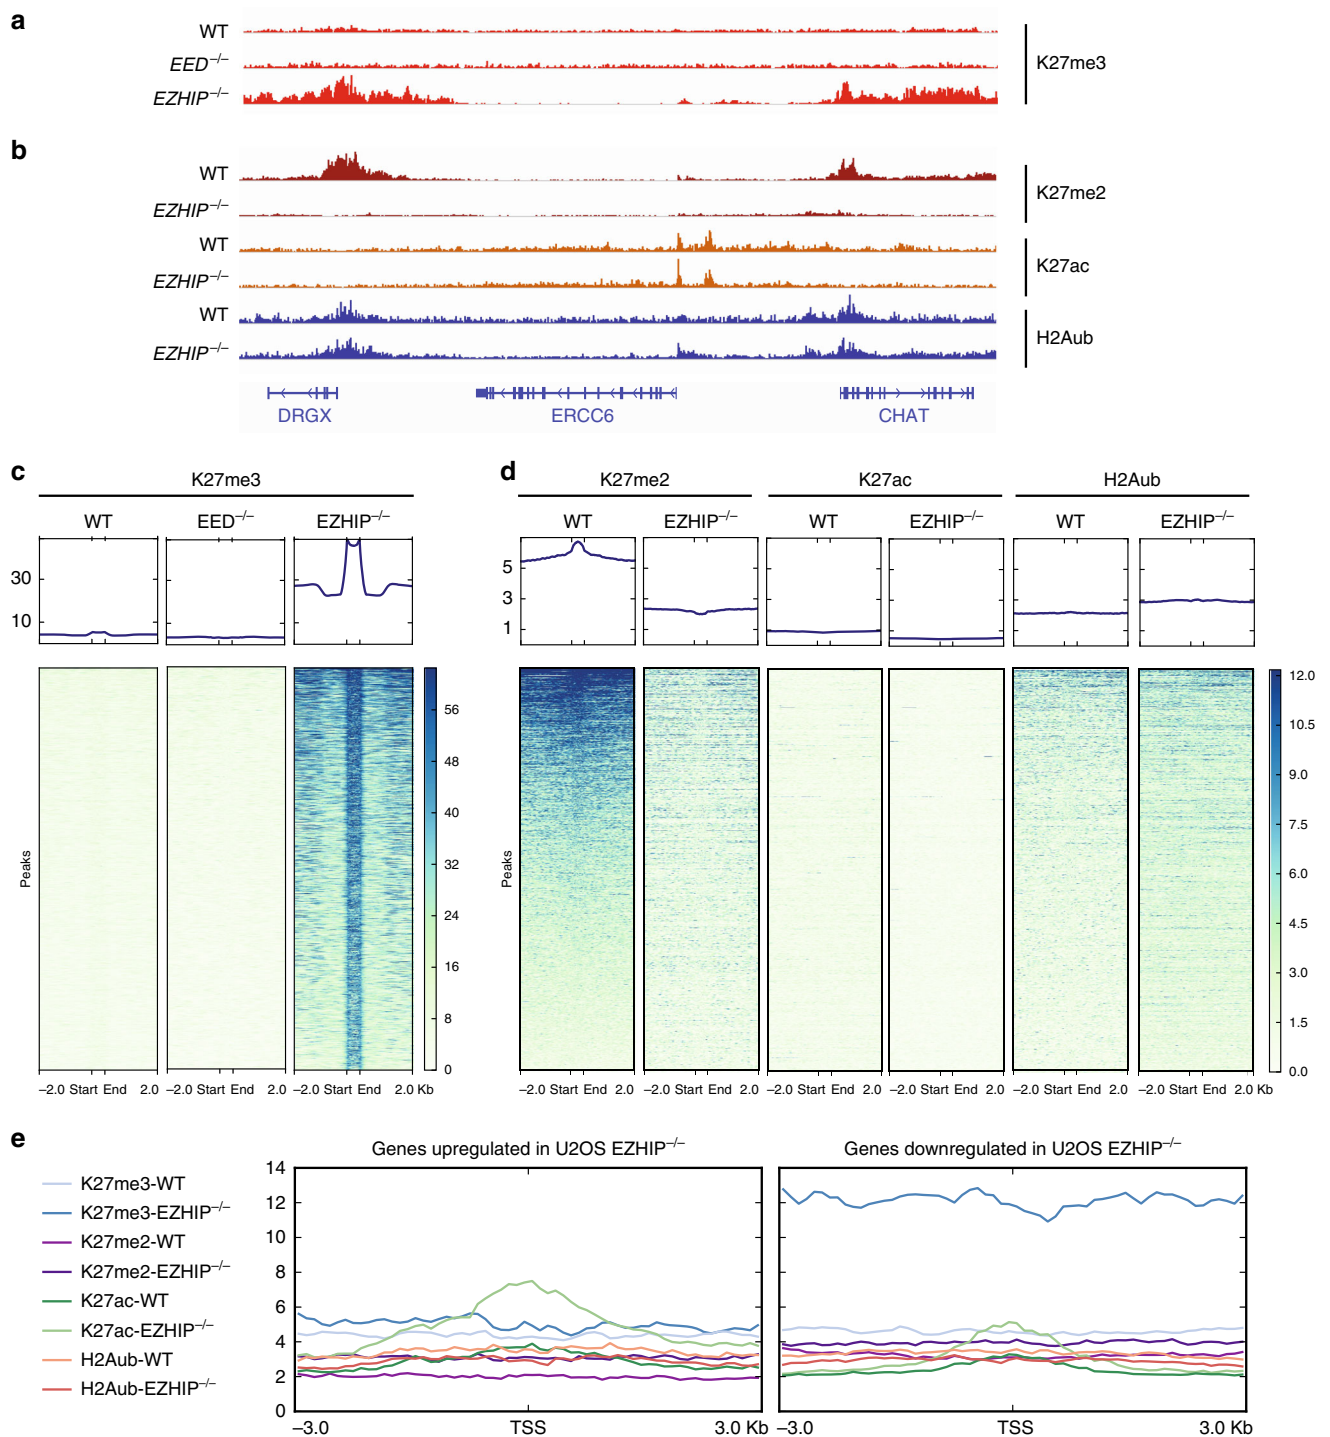 a
WT
EED–/–
EZHIP–/–
K27me3
b
WT
EZHIP–/–
K27me2
WT
EZHIP–/–
K27ac
WT
EZHIP–/–
H2Aub
DRGX
ERCC6
CHAT
c
K27me3
WT
EED–/–
EZHIP–/–
30
10
Peaks
56
48
40
32
24
16
8
0
–2.0 Start End
–2.0 Start End 2.0
–2.0 Start End 2.0 Kb
d
K27me2
K27ac
H2Aub
WT
EZHIP–/–
WT
EZHIP–/–
WT
EZHIP–/–
5
3
1
Peaks
12.0
10.5
9.0
7.5
6.0
4.5
3.0
1.5
0.0
–2.0 Start End 2.0
–2.0 Start End 2.0
–2.0 Start End 2.0
–2.0 Start End 2.0
–2.0 Start End 2.0
–2.0 Start End 2.0 Kb
e
K27me3-WT
K27me3-EZHIP–/–
K27me2-WT
K27me2-EZHIP–/–
K27ac-WT
K27ac-EZHIP–/–
H2Aub-WT
H2Aub-EZHIP–/–
Genes upregulated in U2OS EZHIP–/–
14
12
10
8
6
4
2
0
–3.0
TSS
3.0 Kb
Genes downregulated in U2OS EZHIP–/–
–3.0
TSS
3.0 Kb